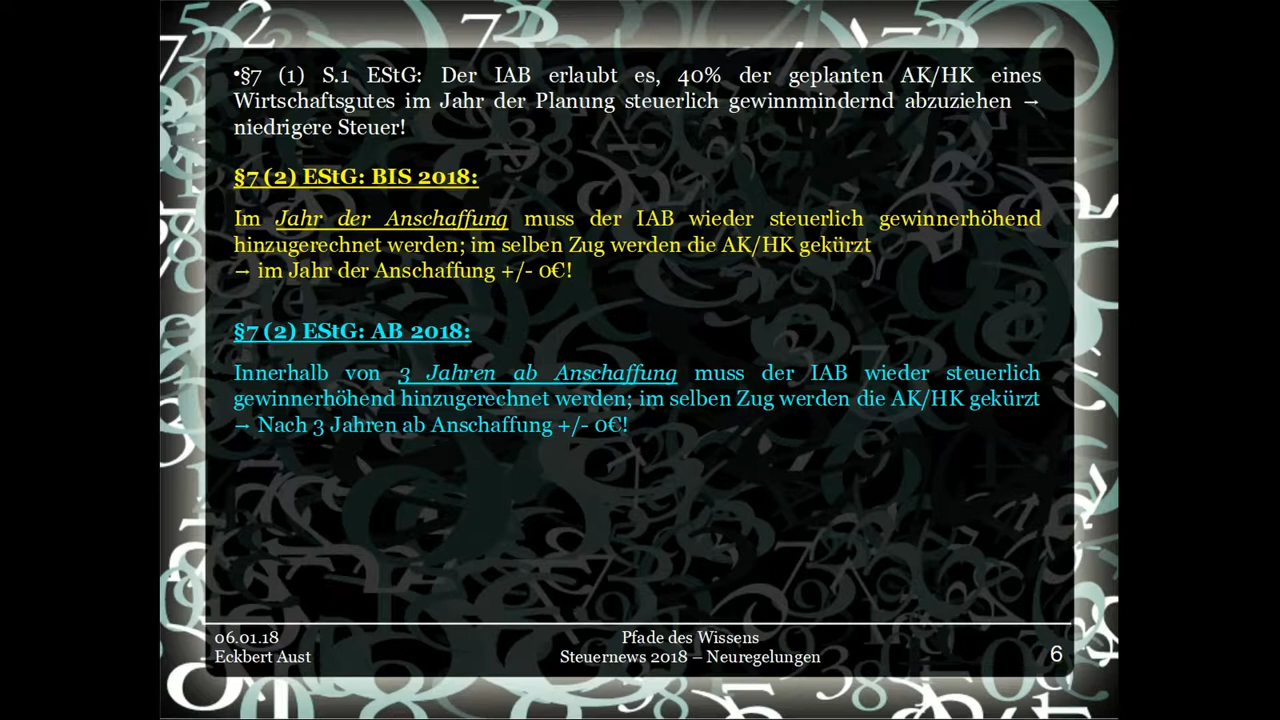 •§7 (1) S.1 EStG: Der IAB erlaubt es, 40% der geplanten AK/HK eines
Wirtschaftsgutes im Jahr der Planung steuerlich gewinnmindernd abzuziehen →
niedrigere Steuer!
§7 (2) EStG: BIS 2018:
Im Jahr der Anschaffung muss der IAB wieder steuerlich gewinnerhöhend
hinzugerechnet werden; im selben Zug werden die AK/HK gekürzt
→ im Jahr der Anschaffung +/- 0€!
§7 (2) EStG: AB 2018:
Innerhalb von 3 Jahren ab Anschaffung muss der IAB wieder steuerlich
gewinnerhöhend hinzugerechnet werden; im selben Zug werden die AK/HK gekürzt
→ Nach 3 Jahren ab Anschaffung +/- 0€!
06.01.18
Eckbert Aust
Pfade des Wissens
Steuernews 2018 – Neuregelungen
6